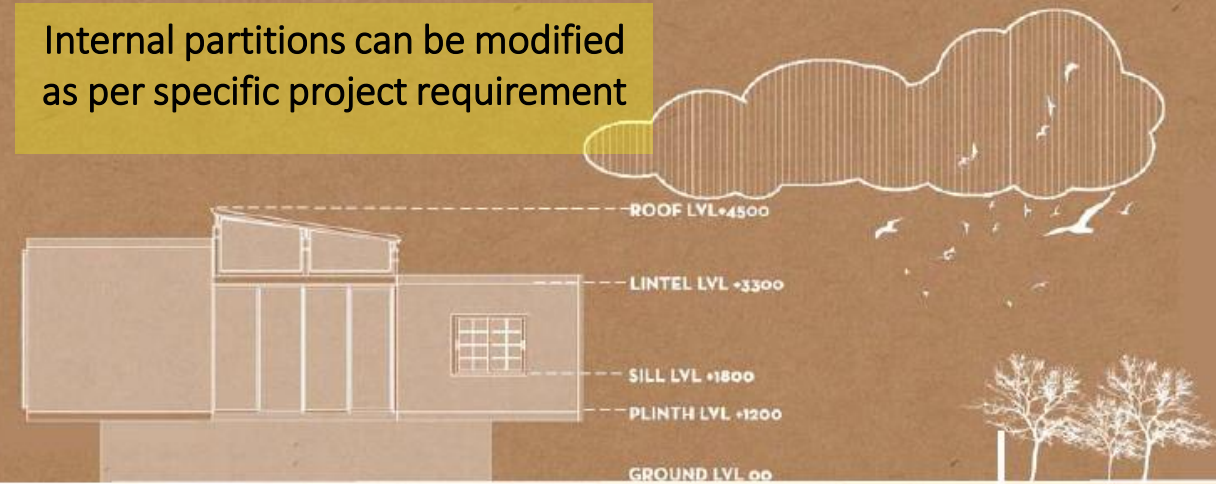 Internal partitions can be modified
as per specific project requirement
ROOF LVL+4500
LINTEL LVL +3300
SILL LVL +1800
PLINTH LVL +1200
GROUND LVL 00